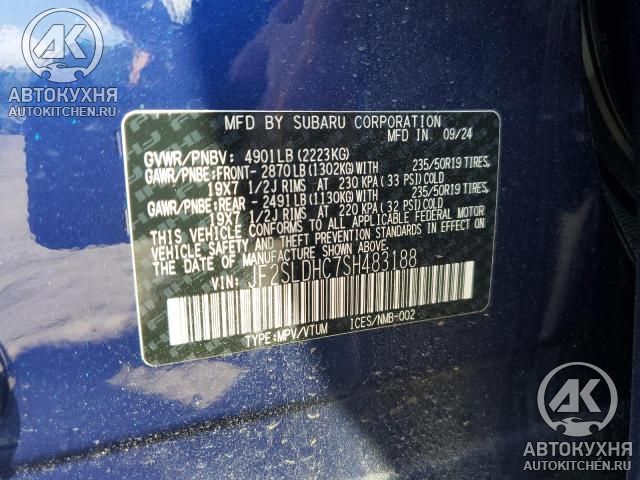 AK
АВТОКУХНЯ
AUTOKITCHEN.RU
MFD BY SUBARU CORPORATION
MFD IN 09/24
GVWR/PNBV: 4901LB (2223KG)
GAWR/PNBE:FRONT- 2870LB(1302KG)WITH 235/50R19 TIRES,
19X7 1/2J RIMS AT 230 KPA (33 PSI)COLD
GAWR/PNBE:REAR - 2491LB(1130KG)WITH 235/50R19 TIRES,
19X7 1/2J RIMS AT 220 KPA (32 PSI)COLD
THIS VEHICLE CONFORMS TO ALL APPLICABLE FEDERAL MOTOR
VEHICLE SAFETY AND THEFT PREVENTION STANDARDS IN EFFECT
ON THE DATE OF MANUFACTURE SHOWN ABOVE.
VIN: JF2SLDHC7SH483188
TYPE:MPV/VTUM ICES/NMB-002
AK
АВТОКУХНЯ
AUTOKITCHEN.RU